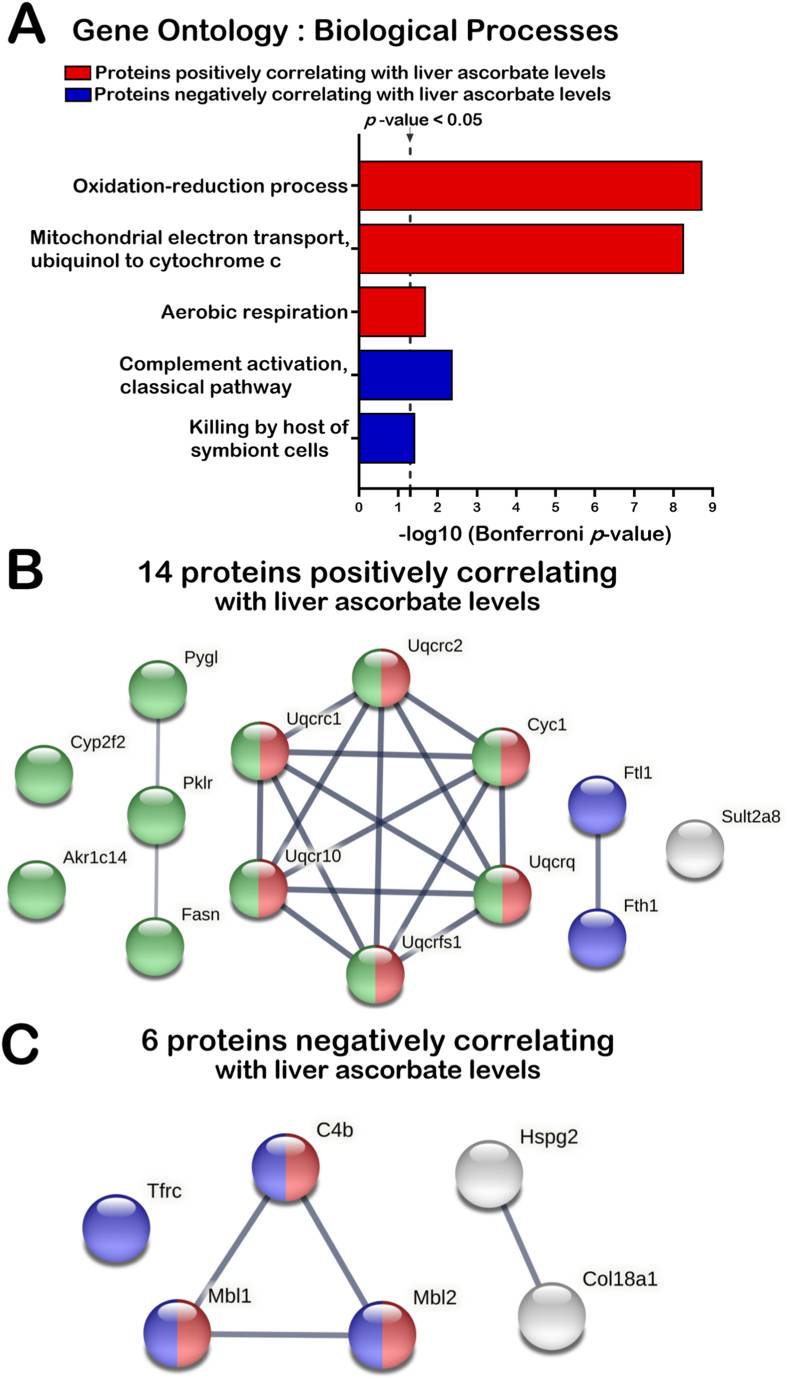 A
Gene Ontology : Biological Processes
Proteins positively correlating with liver ascorbate levels
Proteins negatively correlating with liver ascorbate levels
p -value < 0.05
Oxidation-reduction process
Mitochondrial electron transport,
ubiquinol to cytochrome c
Aerobic respiration
Complement activation,
classical pathway
Killing by host of
symbiont cells
0 1 2 3 4 5 6 7 8 9
-log10 (Bonferroni p-value)
B
14 proteins positively correlating
with liver ascorbate levels
Uqcrc2
Pygl
Uqcrc1
Cyc1
Cyp2f2
Ftl1
Pklr
Sult2a8
Akr1c14
Uqcr10
Uqcrq
Fth1
Fasn
Uqcrfs1
C
6 proteins negatively correlating
with liver ascorbate levels
C4b
Hspg2
Tfrc
Col18a1
Mbl1
Mbl2